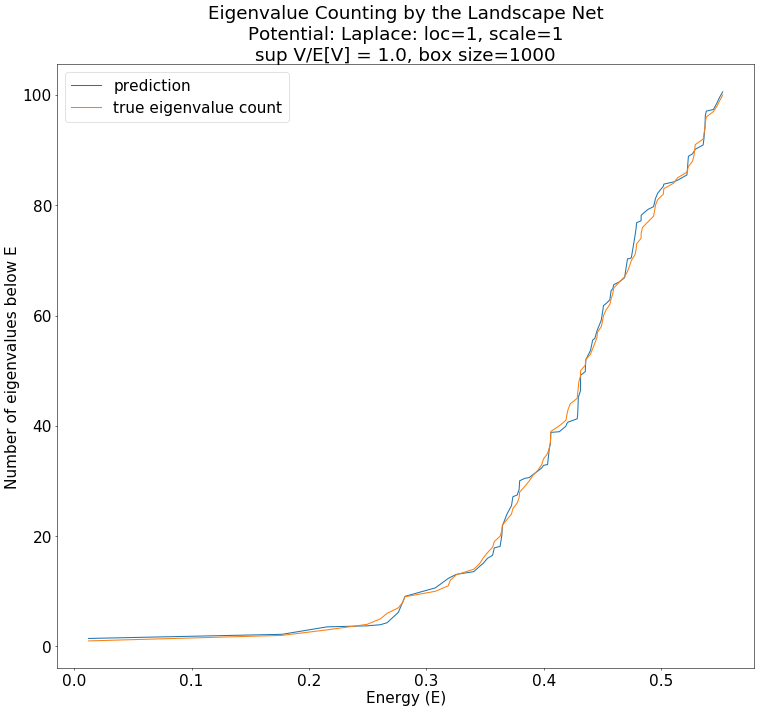 Eigenvalue Counting by the Landscape Net
Potential: Laplace: loc=1, scale=1
sup V/E[V] = 1.0, box size=1000
prediction
true eigenvalue count
100
80
60
40
20
0
Number of eigenvalues below E
0.0 0.1 0.2 0.3 0.4 0.5
Energy (E)